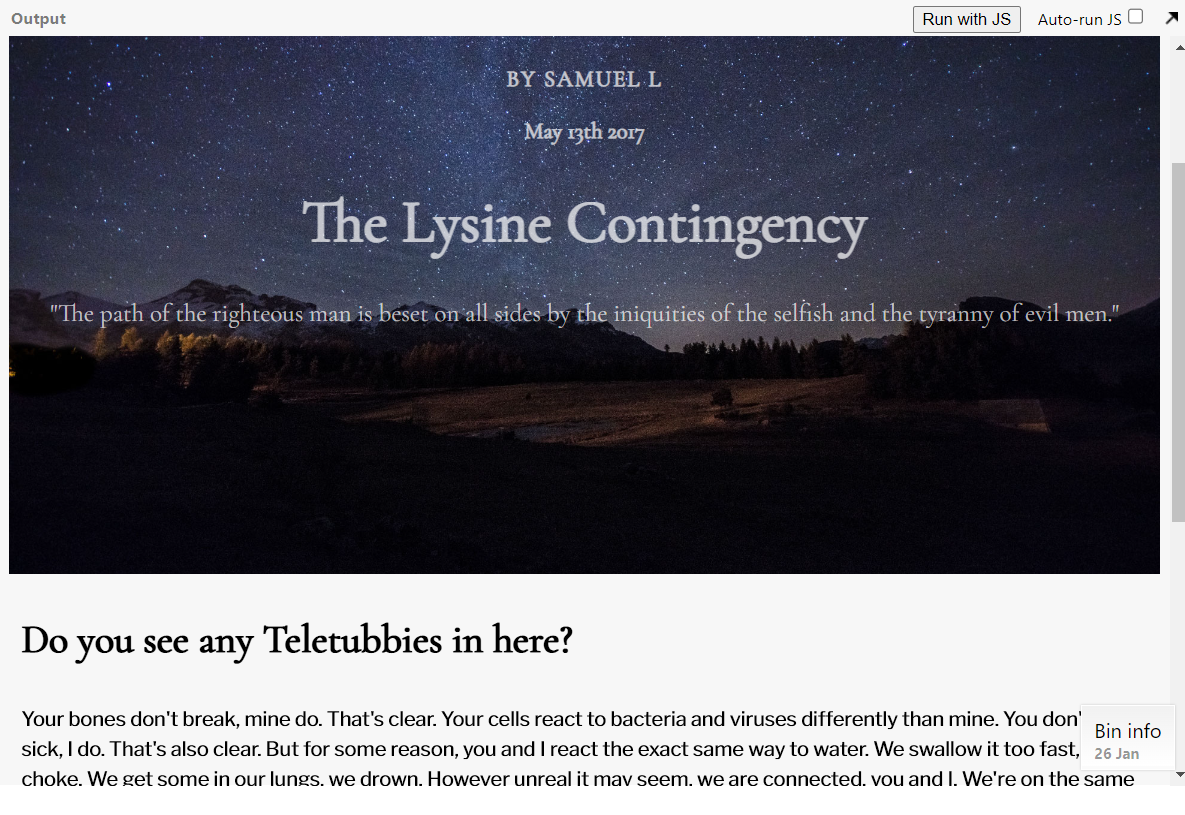 Output
Run with JS
Auto-run JS
BY SAMUEL L
May 13th 2017
The Lysine Contingency
"The path of the righteous man is beset on all sides by the iniquities of the selfish and the tyranny of evil men."
Do you see any Teletubbies in here?
Your bones don't break, mine do. That's clear. Your cells react to bacteria and viruses differently than mine. You don'
sick, I do. That's also clear. But for some reason, you and I react the exact same way to water. We swallow it too fast,
choke. We get some in our lungs, we drown. However unreal it may seem, we are connected, you and I. We're on the same
Bin info
26 Jan